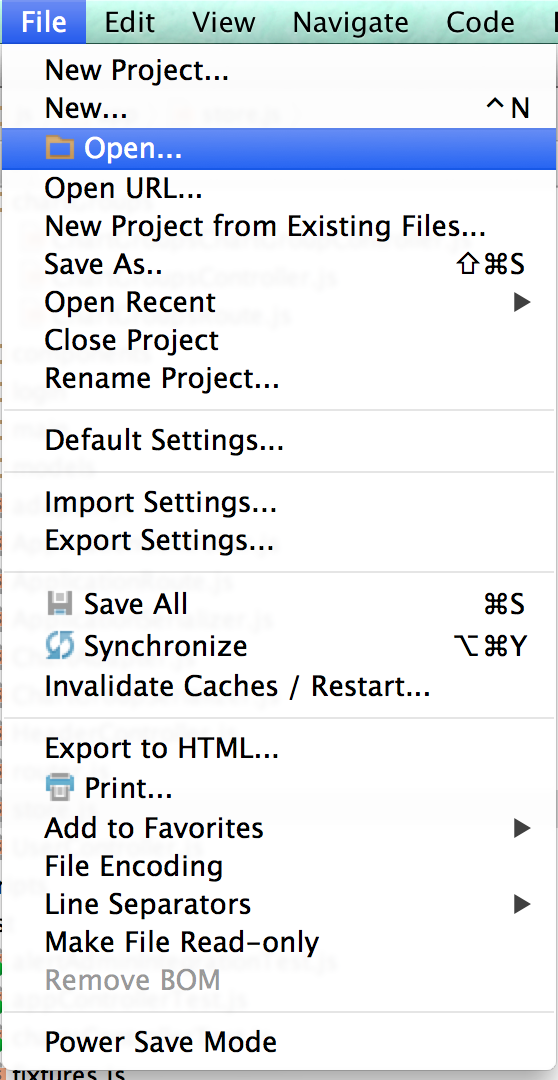 File Edit View Navigate Code
New Project...
New... ^N
Open...
Open URL...
New Project from Existing Files...
Save As.. ⇧⌘S
Open Recent ▶
Close Project
Rename Project...
Default Settings...
Import Settings...
Export Settings...
Save All ⌘S
Synchronize ⌥⌘Y
Invalidate Caches / Restart...
Export to HTML...
Print...
Add to Favorites ▶
File Encoding
Line Separators ▶
Make File Read-only
Remove BOM
Power Save Mode
fixtures.js